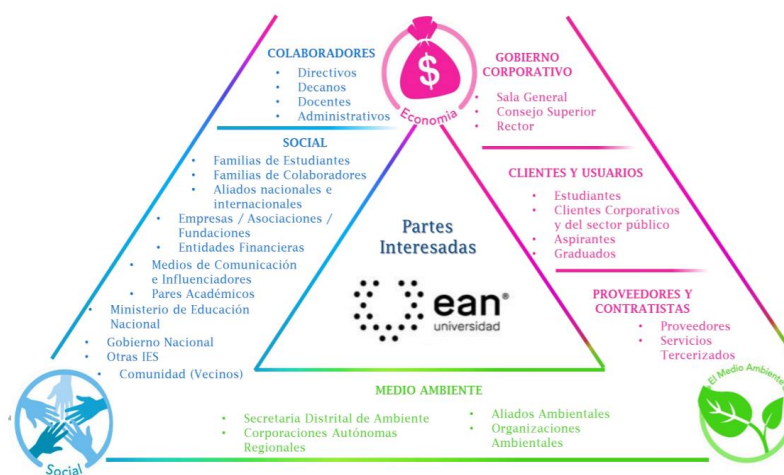 COLABORADORES
• Directivos
• Decanos
• Docentes
• Administrativos
SOCIAL
• Familias de Estudiantes
• Familias de Colaboradores
• Aliados nacionales e
internacionales
• Empresas / Asociaciones /
Fundaciones
• Entidades Financieras
• Medios de Comunicación
e Influenciadores
• Pares Académicos
• Ministerio de Educación
Nacional
• Gobierno Nacional
• Otras IES
• Comunidad (Vecinos)
Social
$
Economia
GOBIERNO
CORPORATIVO
• Sala General
• Consejo Superior
• Rector
CLIENTES Y USUARIOS
• Estudiantes
• Clientes Corporativos
y del sector público
• Aspirantes
• Graduados
PROVEEDORES Y
CONTRATISTAS
• Proveedores
• Servicios
Tercerizados
El Medio Ambiente
Partes
Interesadas
ean®
universidad
MEDIO AMBIENTE
• Secretaria Distrital de Ambiente
• Corporaciones Autónomas
Regionales
• Aliados Ambientales
• Organizaciones
Ambientales